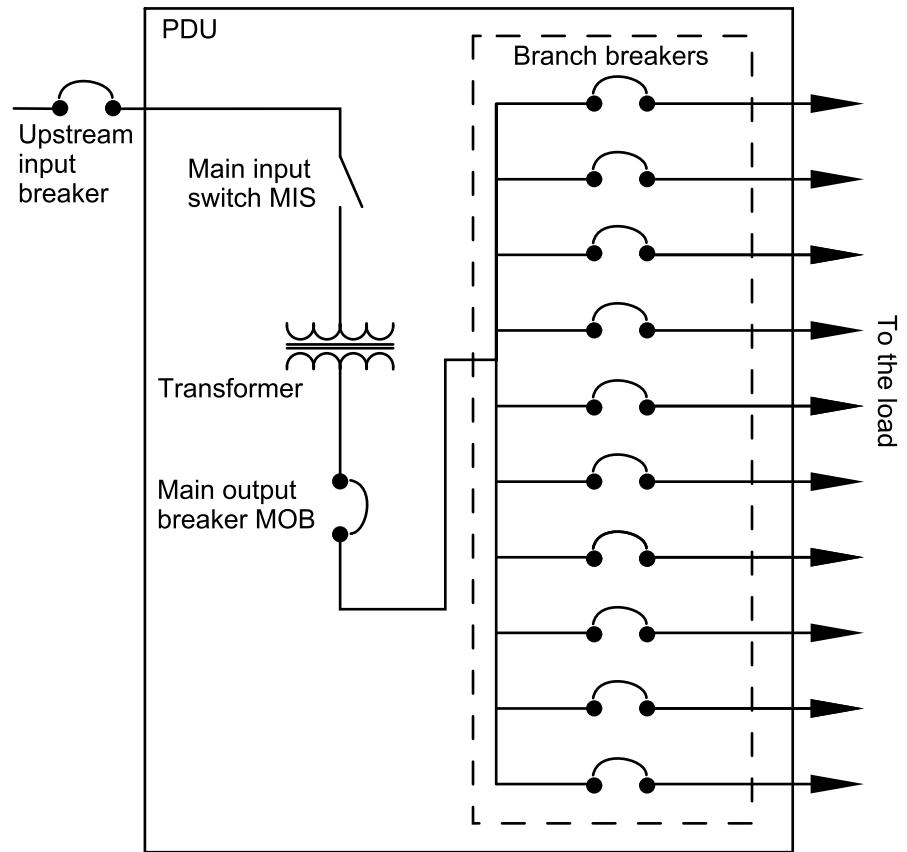 PDU
Branch breakers
Upstream
input
breaker
Main input
switch MIS
Transformer
Main output
breaker MOB
To the load